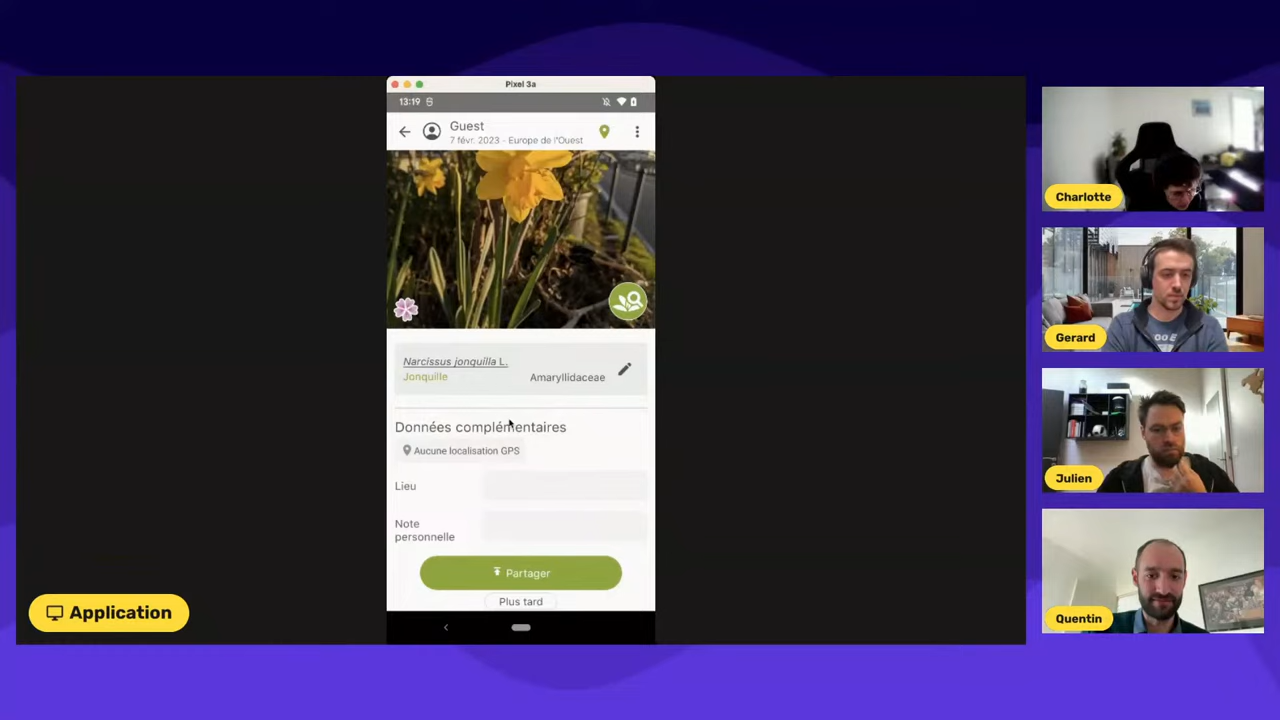 Pixel 3a
13:19
Guest
7 févr. 2023 - Europe de l'Ouest
Narcissus jonquilla L.
Jonquille
Amaryllidaceae
Données complémentaires
Aucune localisation GPS
Lieu
Note
personnelle
Partager
Plus tard
Application
Charlotte
Gerard
Julien
Quentin